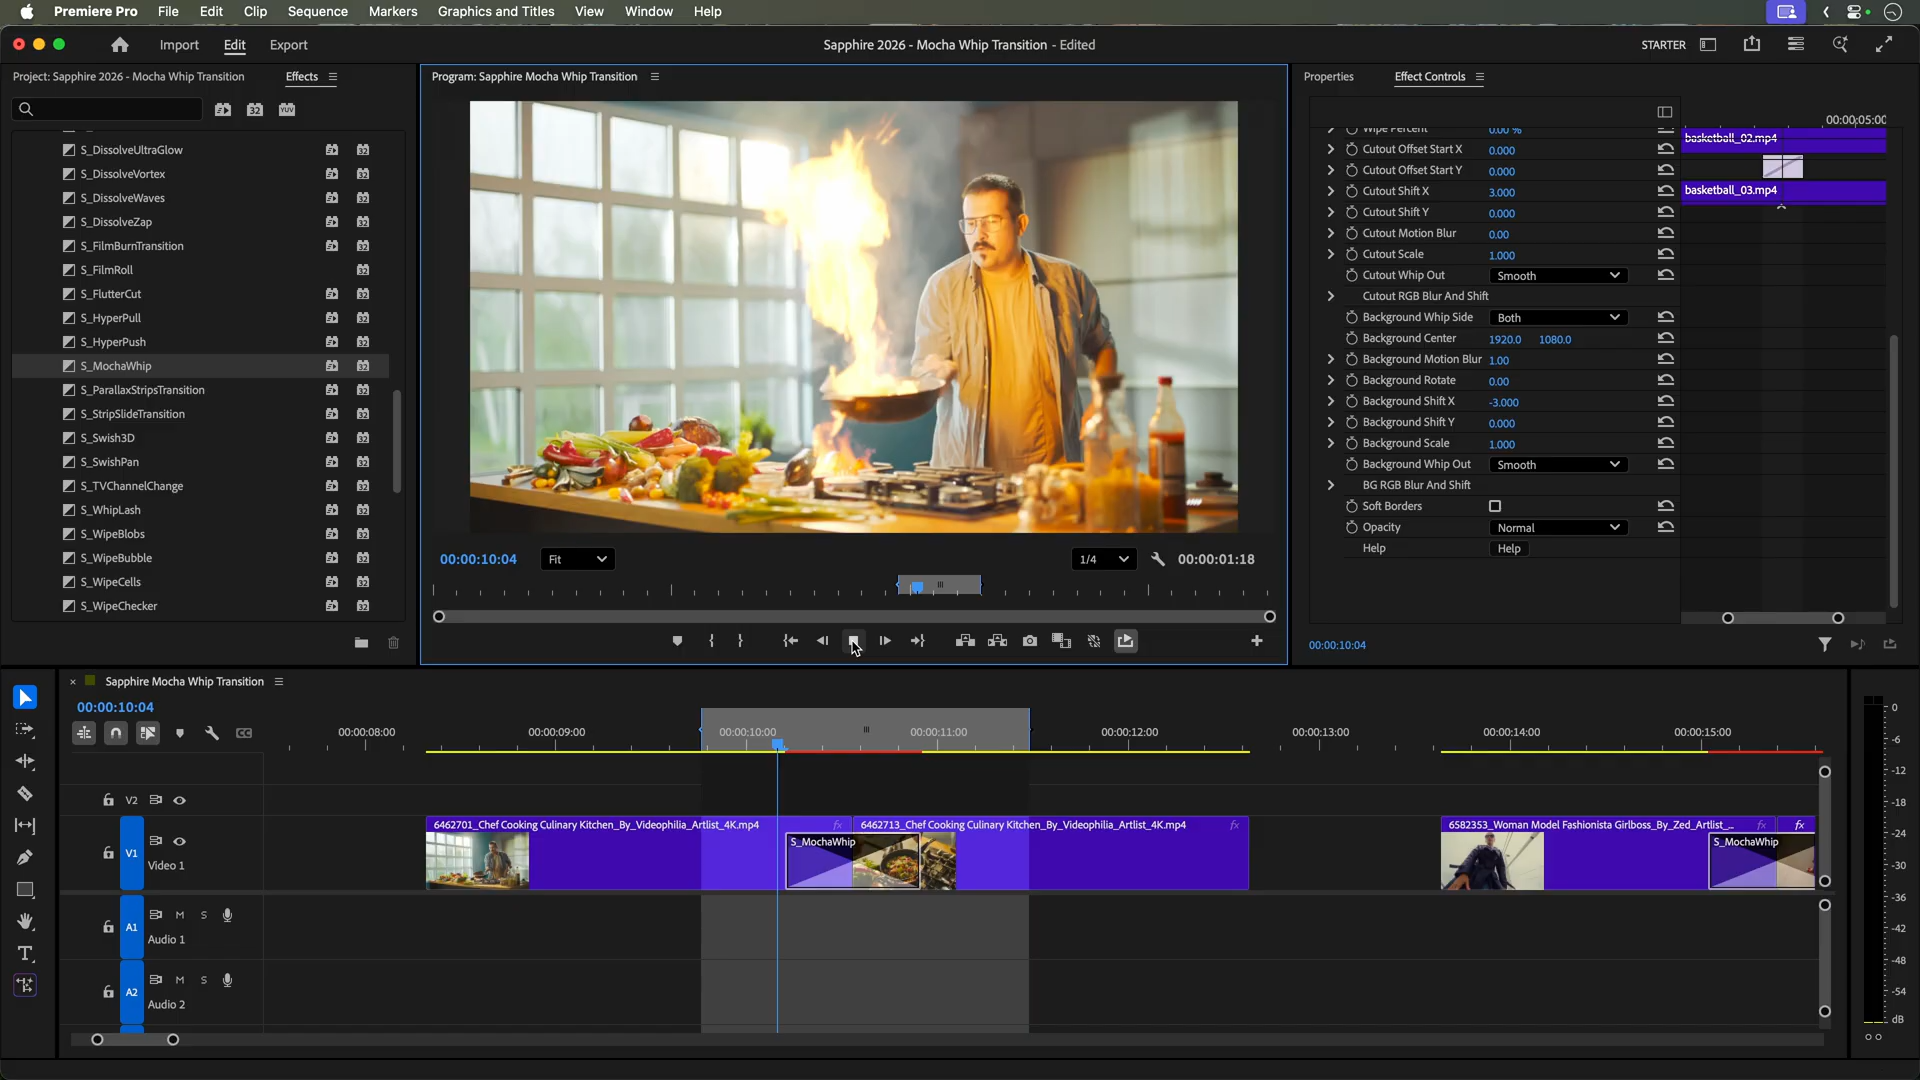 Premiere Pro File Edit Clip Sequence Markers Graphics and Titles View Window Help
Import Edit Export
Sapphire 2026 - Mocha Whip Transition - Edited
STARTER
Project: Sapphire 2026 - Mocha Whip Transition
Effects
32
YUV
S_DissolveUltraGlow
S_DissolveVortex
S_DissolveWaves
S_DissolveZap
S_FilmBurnTransition
S_FilmRoll
S_FlutterCut
S_HyperPull
S_HyperPush
S_MochaWhip
S_ParallaxStripsTransition
S_StripSlideTransition
S_Swish3D
S_SwishPan
S_TVChannelChange
S_WhipLash
S_WipeBlobs
S_WipeBubble
S_WipeCells
S_WipeChecker
Program: Sapphire Mocha Whip Transition
00:00:10:04 Fit 1/4 00:00:01:18
Properties Effect Controls
00:00:05:00
Wipe Percent 0.00 %
Cutout Offset Start X 0.000
Cutout Offset Start Y 0.000
Cutout Shift X 3.000
Cutout Shift Y 0.000
Cutout Motion Blur 0.00
Cutout Scale 1.000
Cutout Whip Out Smooth
Cutout RGB Blur And Shift
Background Whip Side Both
Background Center 1920.0 1080.0
Background Motion Blur 1.00
Background Rotate 0.00
Background Shift X -3.000
Background Shift Y 0.000
Background Scale 1.000
Background Whip Out Smooth
BG RGB Blur And Shift
Soft Borders
Opacity Normal
Help Help
basketball_02.mp4
basketball_03.mp4
00:00:10:04
Sapphire Mocha Whip Transition
00:00:10:04
CC
00:00:08:00 00:00:09:00 00:00:10:00 00:00:11:00 00:00:12:00 00:00:13:00 00:00:14:00 00:00:15:00
V2
V1
Video 1
6462701_Chef Cooking Culinary Kitchen_By_Videophilia_Artlist_4K.mp4 fx
6462713_Chef Cooking Culinary Kitchen_By_Videophilia_Artlist_4K.mp4 fx
6582353_Woman Model Fashionista Girlboss_By_Zed_Artlist_... fx fx
S_MochaWhip
S_MochaWhip
A1 M S
Audio 1
A2 M S
Audio 2
0
-6
-12
-18
-24
-30
-36
-42
-48
-54
dB